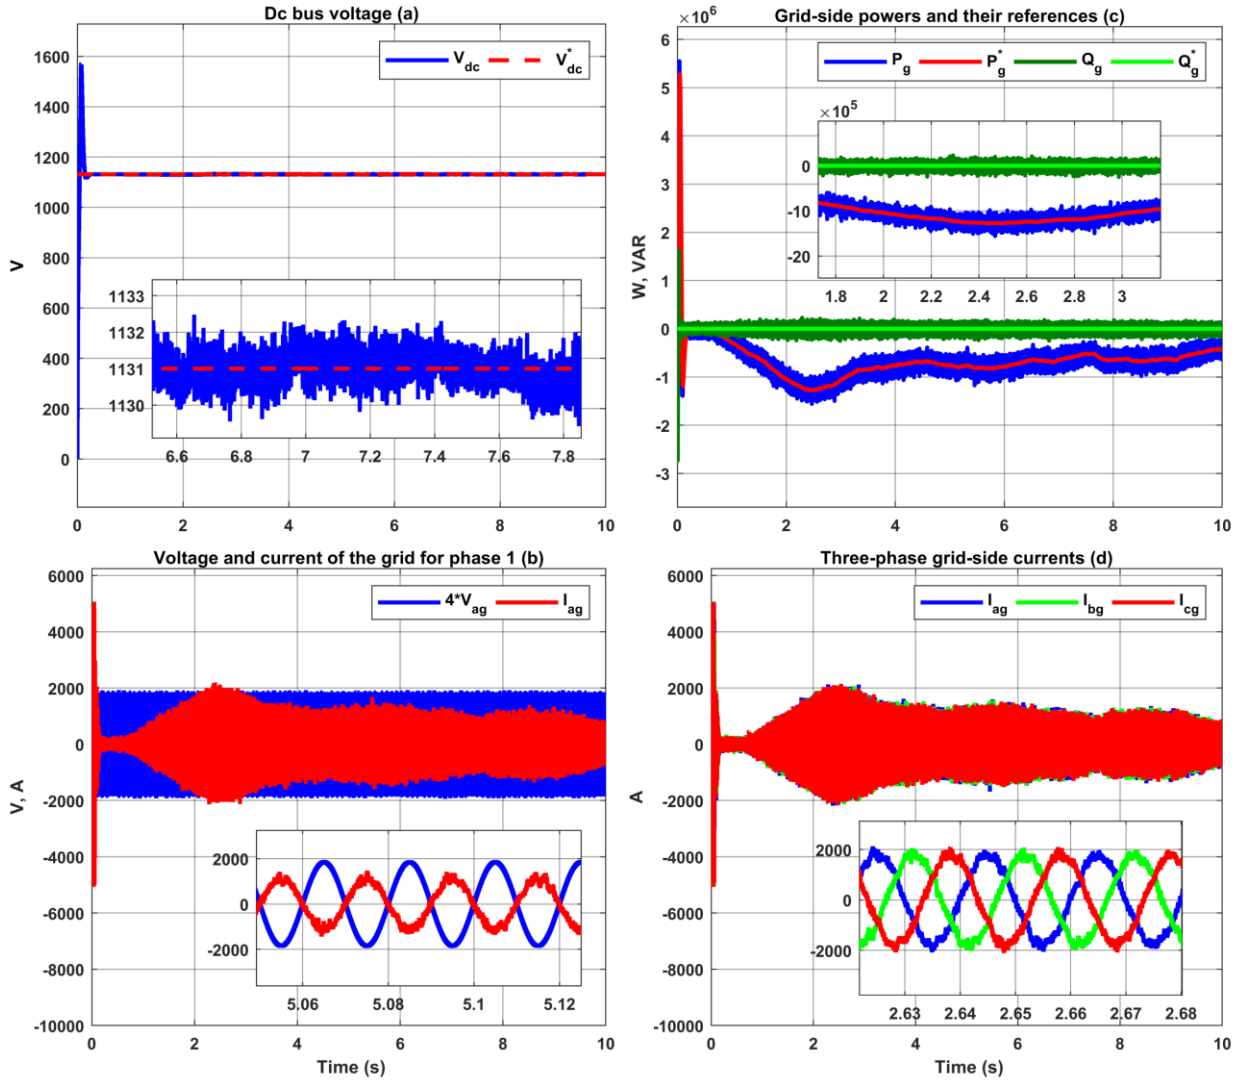 Dc bus voltage (a)
V_dc V*_dc
1600
1400
1200
1000
800
600
400
200
0
V
1133
1132
1131
1130
6.6 6.8 7 7.2 7.4 7.6 7.8
0 2 4 6 8 10
Grid-side powers and their references (c)
×10^6
P_g P*_g Q_g Q*_g
6
5
4
3
2
1
0
-1
-2
-3
W, VAR
×10^5
0
-10
-20
1.8 2 2.2 2.4 2.6 2.8 3
0 2 4 6 8 10
Voltage and current of the grid for phase 1 (b)
4*V_ag I_ag
6000
4000
2000
0
-2000
-4000
-6000
-8000
-10000
V, A
2000
0
-2000
5.06 5.08 5.1 5.12
0 2 4 6 8 10
Time (s)
Three-phase grid-side currents (d)
I_ag I_bg I_cg
6000
4000
2000
0
-2000
-4000
-6000
-8000
-10000
A
2000
0
-2000
2.63 2.64 2.65 2.66 2.67 2.68
0 2 4 6 8 10
Time (s)